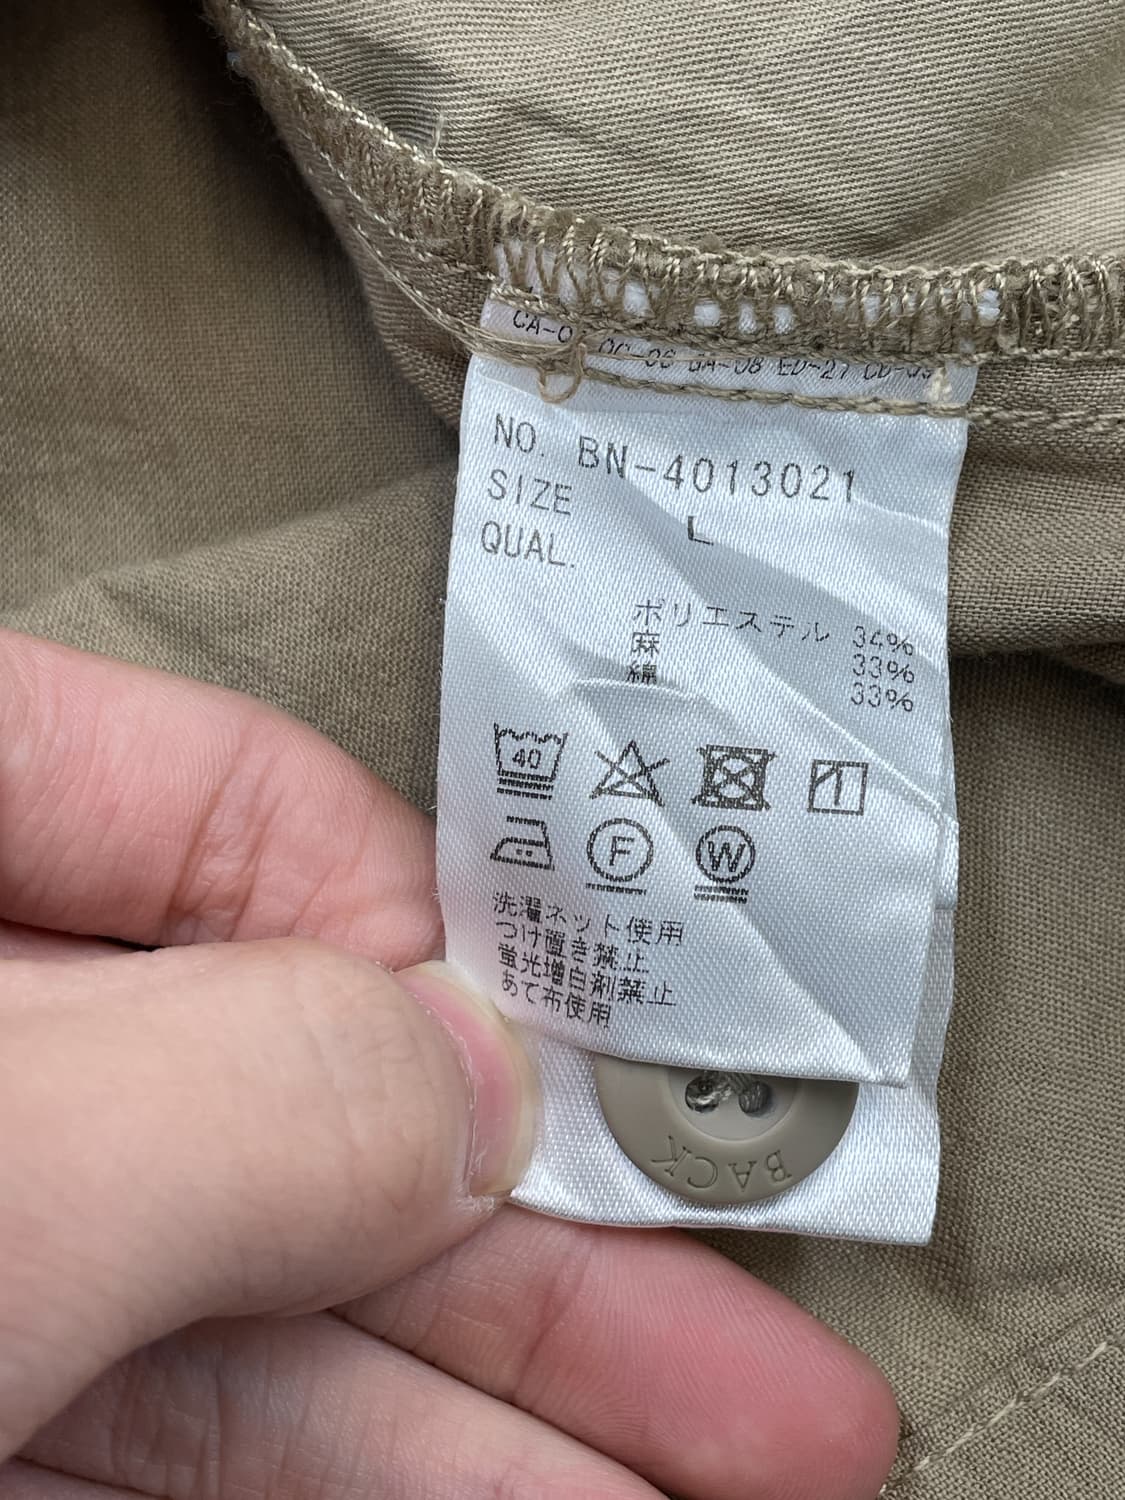 NO. BN-4013021
SIZE L
QUAL.
ポリエステル 34%
麻 33%
綿 33%
40
F
W
洗濯ネット使用
つけ置き禁止
蛍光増白剤禁止
あて布使用
BACK